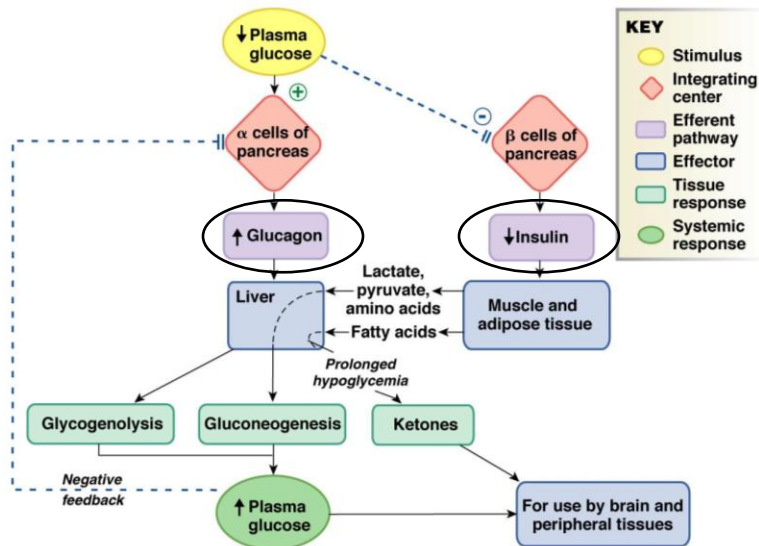 ↓ Plasma
glucose
+
α cells of
pancreas
-
β cells of
pancreas
↑ Glucagon
↓ Insulin
Liver
Lactate,
pyruvate,
amino acids
Fatty acids
Muscle and
adipose tissue
Prolonged
hypoglycemia
Glycogenolysis
Gluconeogenesis
Ketones
Negative
feedback
↑ Plasma
glucose
For use by brain and
peripheral tissues
KEY
Stimulus
Integrating
center
Efferent
pathway
Effector
Tissue
response
Systemic
response